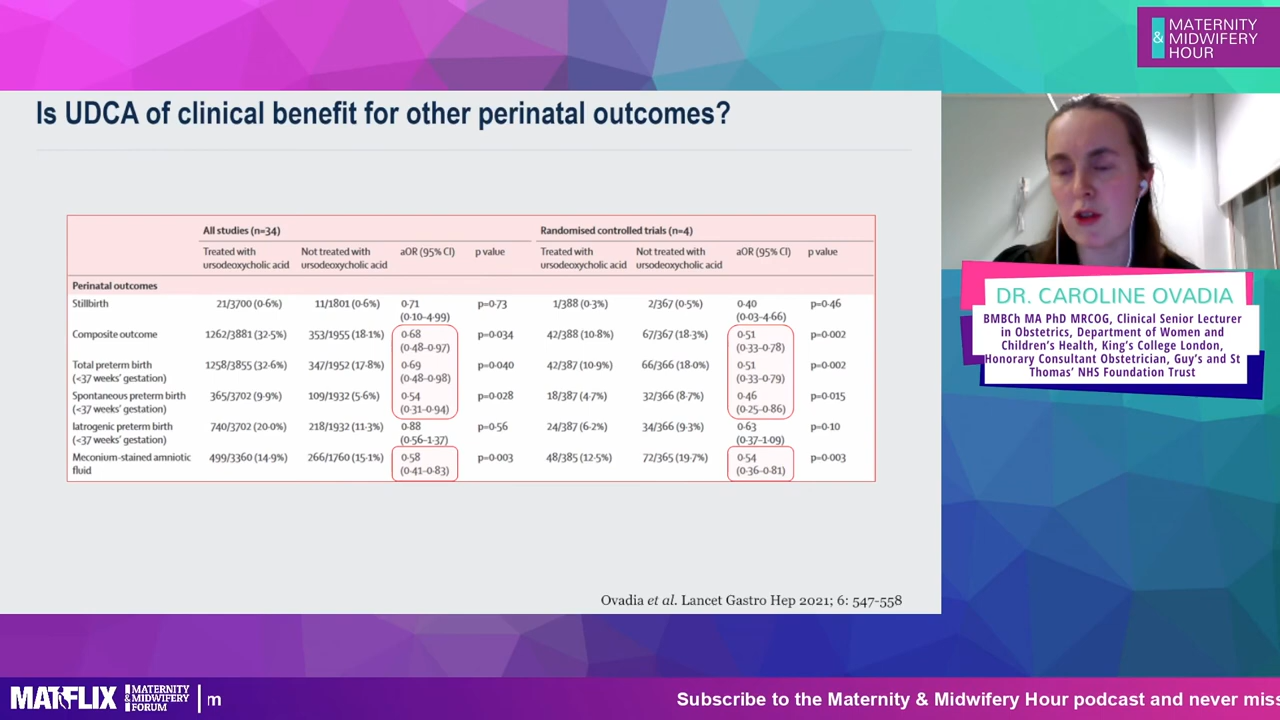 MATERNITY
& MIDWIFERY
HOUR
Is UDCA of clinical benefit for other perinatal outcomes?
All studies (n=34) Randomised controlled trials (n=4)
Treated with ursodeoxycholic acid Not treated with ursodeoxycholic acid aOR (95% CI) p value Treated with ursodeoxycholic acid Not treated with ursodeoxycholic acid aOR (95% CI) p value
Perinatal outcomes
Stillbirth 21/3700 (0·6%) 11/1801 (0·6%) 0·71 (0·10–4·99) p=0·73 1/388 (0·3%) 2/367 (0·5%) 0·40 (0·03–4·66) p=0·46
Composite outcome 1262/3881 (32·5%) 353/1955 (18·1%) 0·68 (0·48–0·97) p=0·034 42/388 (10·8%) 67/367 (18·3%) 0·51 (0·33–0·78) p=0·002
Total preterm birth (<37 weeks' gestation) 1258/3855 (32·6%) 347/1952 (17·8%) 0·69 (0·48–0·98) p=0·040 42/387 (10·9%) 66/366 (18·0%) 0·51 (0·33–0·79) p=0·002
Spontaneous preterm birth (<37 weeks' gestation) 365/3702 (9·9%) 109/1932 (5·6%) 0·54 (0·31–0·94) p=0·028 18/387 (4·7%) 32/366 (8·7%) 0·46 (0·25–0·86) p=0·015
Iatrogenic preterm birth (<37 weeks' gestation) 740/3702 (20·0%) 218/1932 (11·3%) 0·88 (0·56–1·37) p=0·56 24/387 (6·2%) 34/366 (9·3%) 0·63 (0·37–1·09) p=0·10
Meconium-stained amniotic fluid 499/3360 (14·9%) 266/1760 (15·1%) 0·58 (0·41–0·83) p=0·003 48/385 (12·5%) 72/365 (19·7%) 0·54 (0·36–0·81) p=0·003
Ovadia et al. Lancet Gastro Hep 2021; 6: 547-558
DR. CAROLINE OVADIA
BMBCh MA PhD MRCOG, Clinical Senior Lecturer
in Obstetrics, Department of Women and
Children's Health, King's College London,
Honorary Consultant Obstetrician, Guy's and St
Thomas' NHS Foundation Trust
MATFLIX
MATERNITY
& MIDWIFERY
FORUM
m
Subscribe to the Maternity & Midwifery Hour podcast and never miss